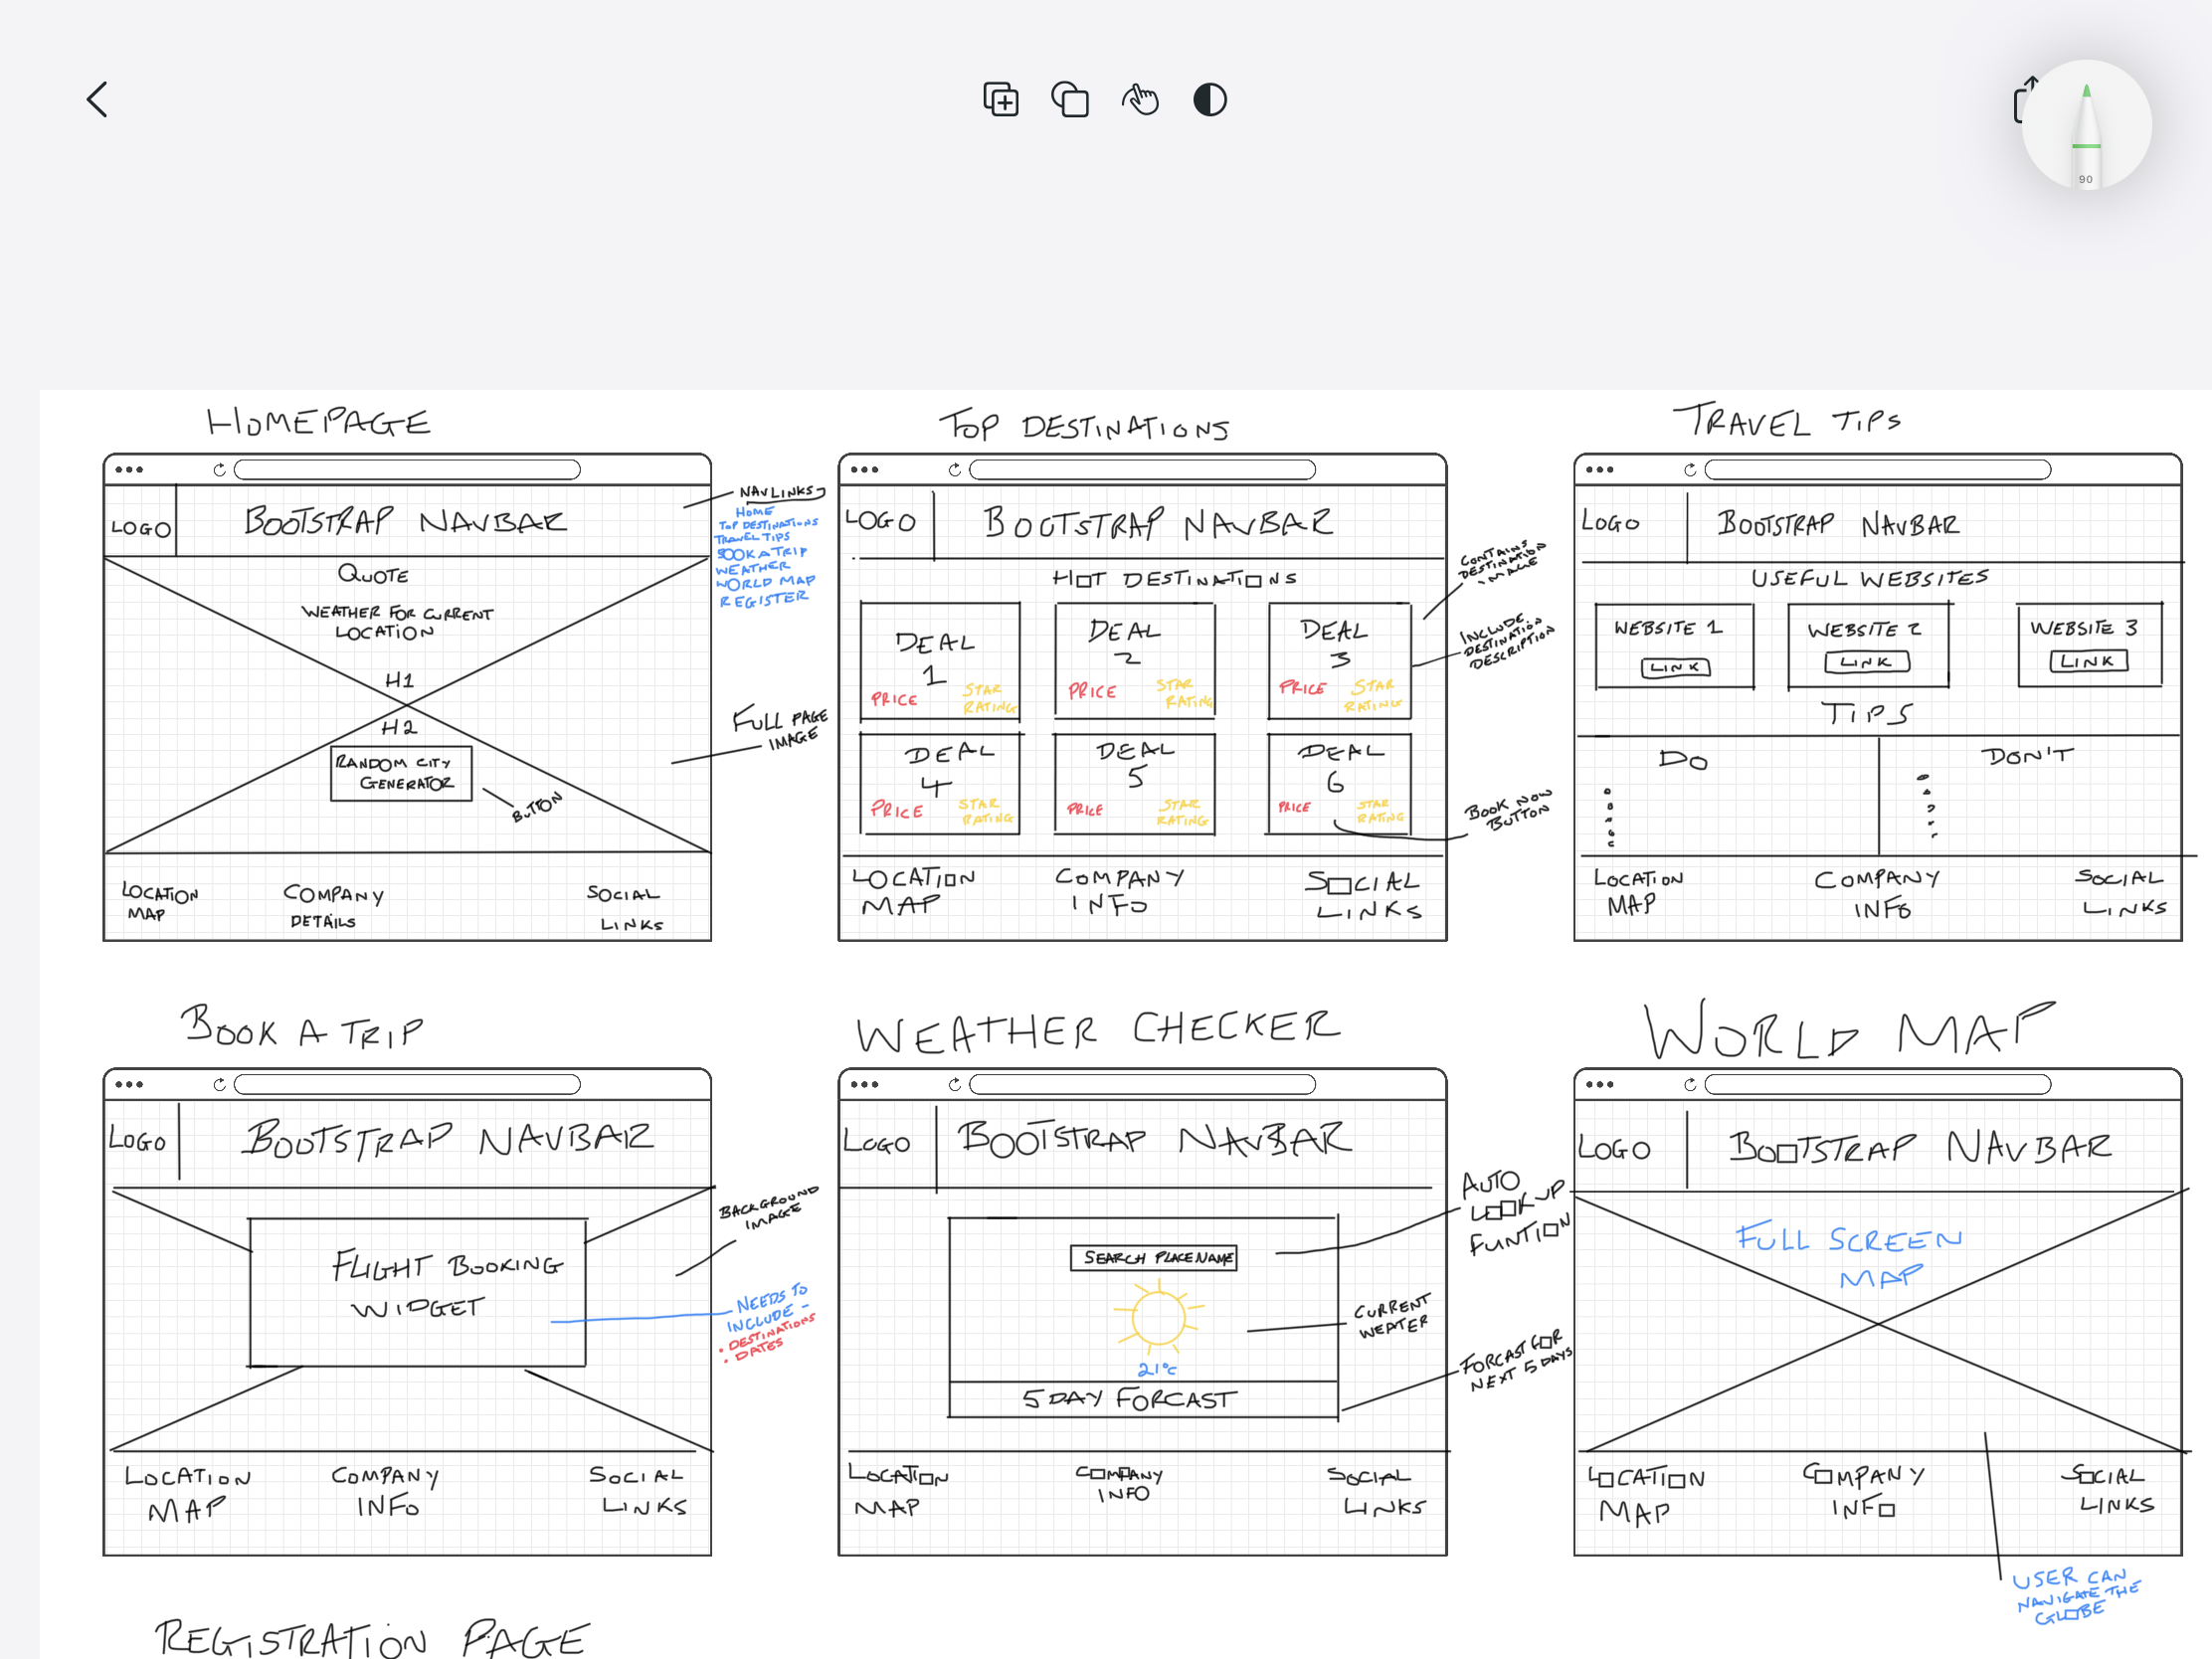 90
HOMEPAGE
LOGO
BOOTSTRAP NAVBAR
QUOTE
WEATHER FOR CURRENT
LOCATION
H1
H2
RANDOM CITY
GENERATOR
BUTTON
LOCATION
MAP
COMPANY
DETAILS
SOCIAL
LINKS
NAVLINKS
HOME
TOP DESTINATIONS
TRAVEL TIPS
BOOK A TRIP
WEATHER
WORLD MAP
REGISTER
FULL PAGE
IMAGE
TOP DESTINATIONS
LOGO
BOOTSTRAP NAVBAR
HOT DESTINATIONS
DEAL
1
PRICE
STAR
RATING
DEAL
2
PRICE
STAR
RATING
DEAL
3
PRICE
STAR
RATING
DEAL
4
PRICE
STAR
RATING
DEAL
5
PRICE
STAR
RATING
DEAL
6
PRICE
STAR
RATING
LOCATION
MAP
COMPANY
INFO
SOCIAL
LINKS
CONTAINS
DESTINATION
IMAGE
INCLUDE
DESTINATION
DESCRIPTION
BOOK NOW
BUTTON
TRAVEL TIPS
LOGO
BOOTSTRAP NAVBAR
USEFUL WEBSITES
WEBSITE 1
LINK
WEBSITE 2
LINK
WEBSITE 3
LINK
TIPS
DO
DON'T
LOCATION
MAP
COMPANY
INFO
SOCIAL
LINKS
BOOK A TRIP
LOGO
BOOTSTRAP NAVBAR
FLIGHT BOOKING
WIDGET
LOCATION
MAP
COMPANY
INFO
SOCIAL
LINKS
BACKGROUND
IMAGE
NEEDS TO
INCLUDE -
• DESTINATIONS
• DATES
WEATHER CHECKER
LOGO
BOOTSTRAP NAVBAR
SEARCH PLACE NAME
21°C
5 DAY FORCAST
LOCATION
MAP
COMPANY
INFO
SOCIAL
LINKS
AUTO
LOOKUP
FUNTION
CURRENT
WEATER
FORCAST FOR
NEXT 5 DAYS
WORLD MAP
LOGO
BOOTSTRAP NAVBAR
FULL SCREEN
MAP
LOCATION
MAP
COMPANY
INFO
SOCIAL
LINKS
USER CAN
NAVIGATE THE
GLOBE
REGISTRATION PAGE